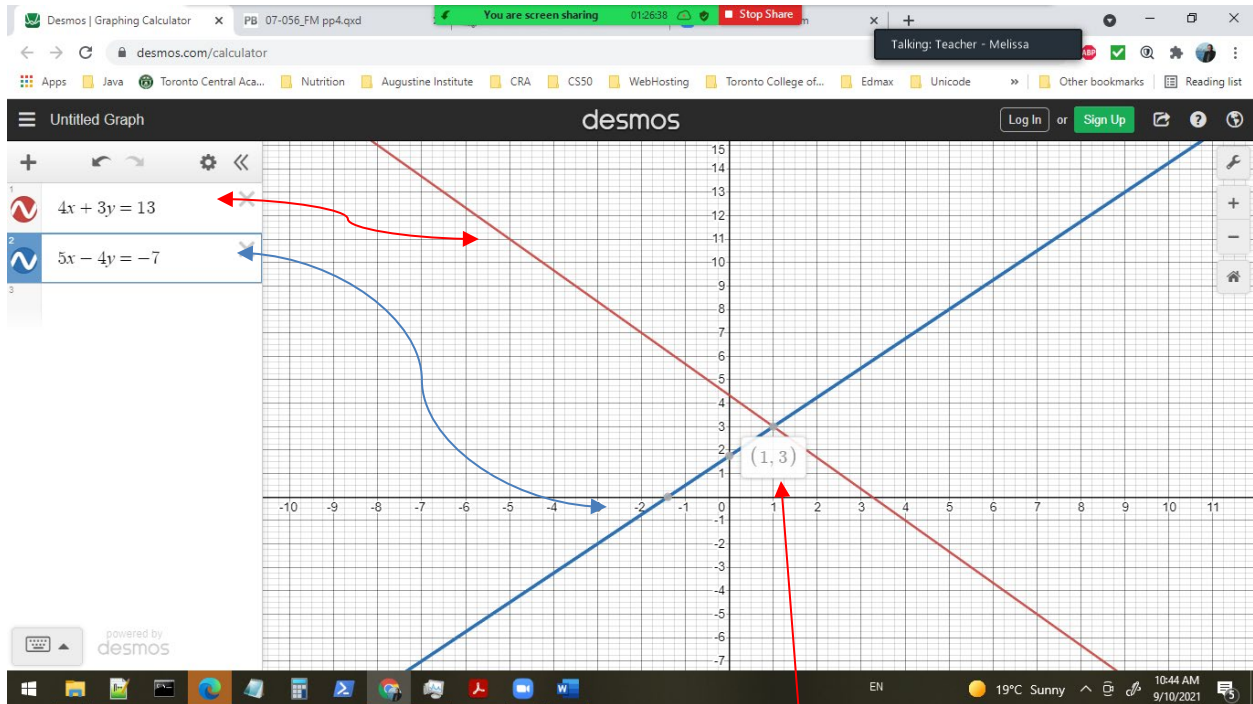 Desmos | Graphing Calculator
PB 07-056_FM pp4.qxd
You are screen sharing 01:26:38 Stop Share
Talking: Teacher - Melissa
desmos.com/calculator
ABP
Apps Java Toronto Central Aca... Nutrition Augustine Institute CRA CS50 WebHosting Toronto College of... Edmax Unicode » Other bookmarks Reading list
Untitled Graph
desmos
Log In or Sign Up
1
4x + 3y = 13
2
5x − 4y = −7
3
15
14
13
12
11
10
9
8
7
6
5
4
3
2
1
(1, 3)
-10 -9 -8 -7 -6 -5 -4 -2 -1 0 1 2 3 4 5 6 7 8 9 10 11
-1
-2
-3
-4
-5
-6
-7
powered by
desmos
EN
19°C Sunny
10:44 AM
9/10/2021
5